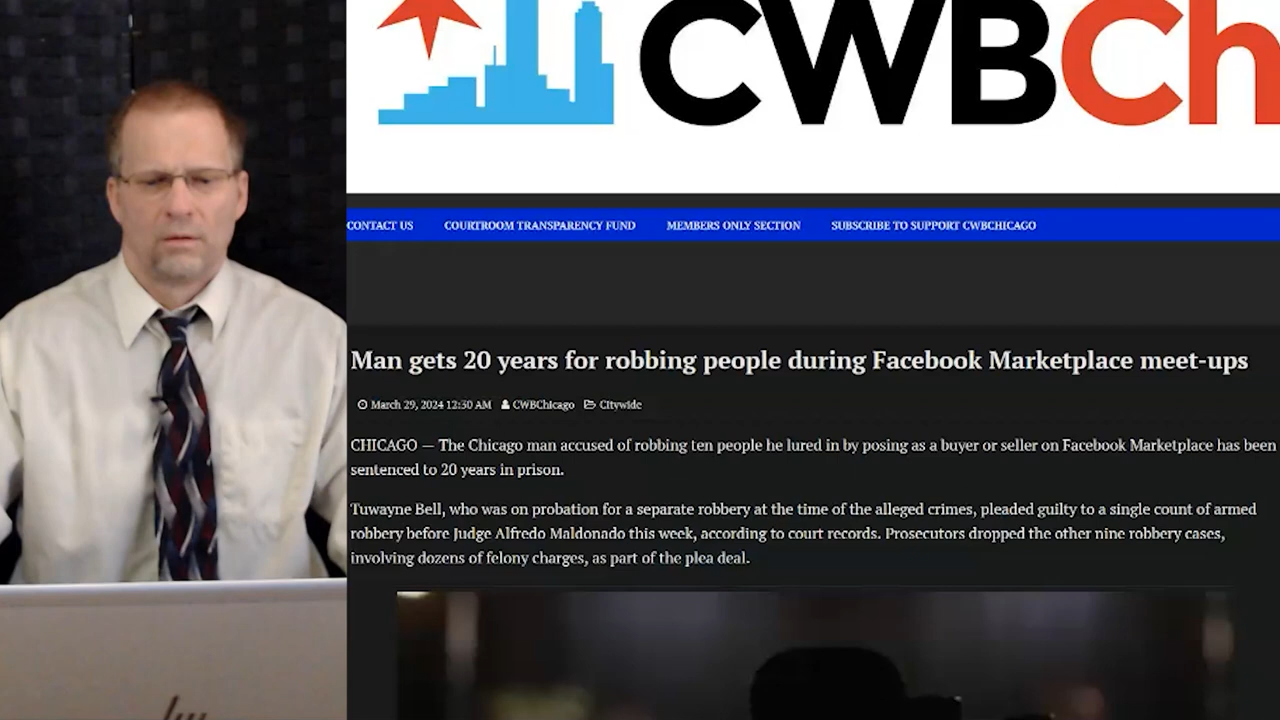 CWBCh
CONTACT US COURTROOM TRANSPARENCY FUND MEMBERS ONLY SECTION SUBSCRIBE TO SUPPORT CWBCHICAGO
Man gets 20 years for robbing people during Facebook Marketplace meet-ups
March 29, 2024 12:30 AM CWBChicago Citywide
CHICAGO — The Chicago man accused of robbing ten people he lured in by posing as a buyer or seller on Facebook Marketplace has been
sentenced to 20 years in prison.
Tuwayne Bell, who was on probation for a separate robbery at the time of the alleged crimes, pleaded guilty to a single count of armed
robbery before Judge Alfredo Maldonado this week, according to court records. Prosecutors dropped the other nine robbery cases,
involving dozens of felony charges, as part of the plea deal.
hp